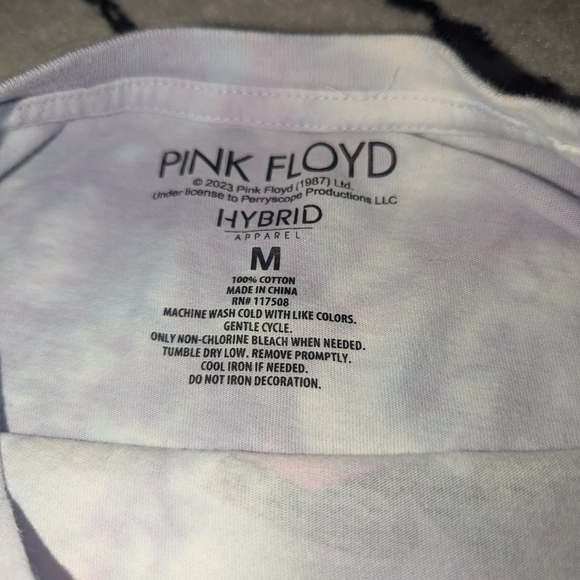 PINK FLOYD
© 2023 Pink Floyd (1987) Ltd.
Under license to Perryscope Productions LLC
HYBRID
APPAREL
M
100% COTTON
MADE IN CHINA
RN# 117508
MACHINE WASH COLD WITH LIKE COLORS.
GENTLE CYCLE.
ONLY NON-CHLORINE BLEACH WHEN NEEDED.
TUMBLE DRY LOW. REMOVE PROMPTLY.
COOL IRON IF NEEDED.
DO NOT IRON DECORATION.